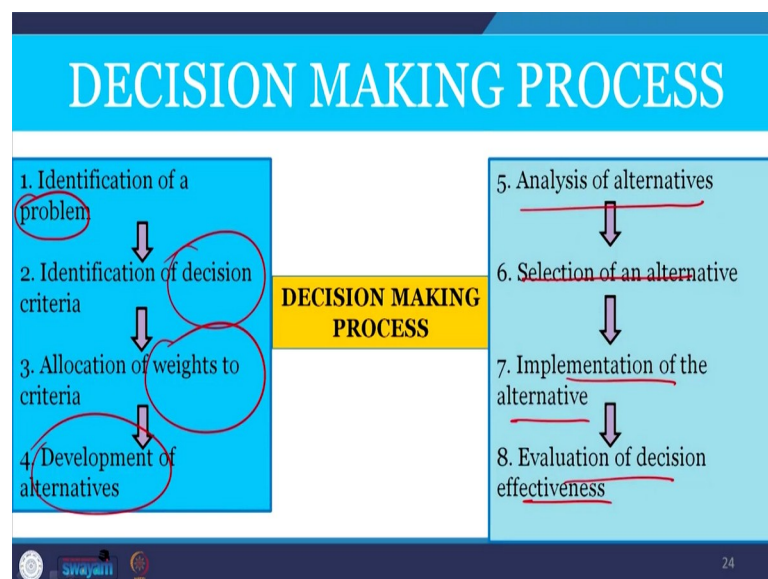 DECISION MAKING PROCESS
1. Identification of a
problem
2. Identification of decision
criteria
3. Allocation of weights to
criteria
4. Development of
alternatives
DECISION MAKING
PROCESS
5. Analysis of alternatives
6. Selection of an alternative
7. Implementation of the
alternative
8. Evaluation of decision
effectiveness
swayam
24